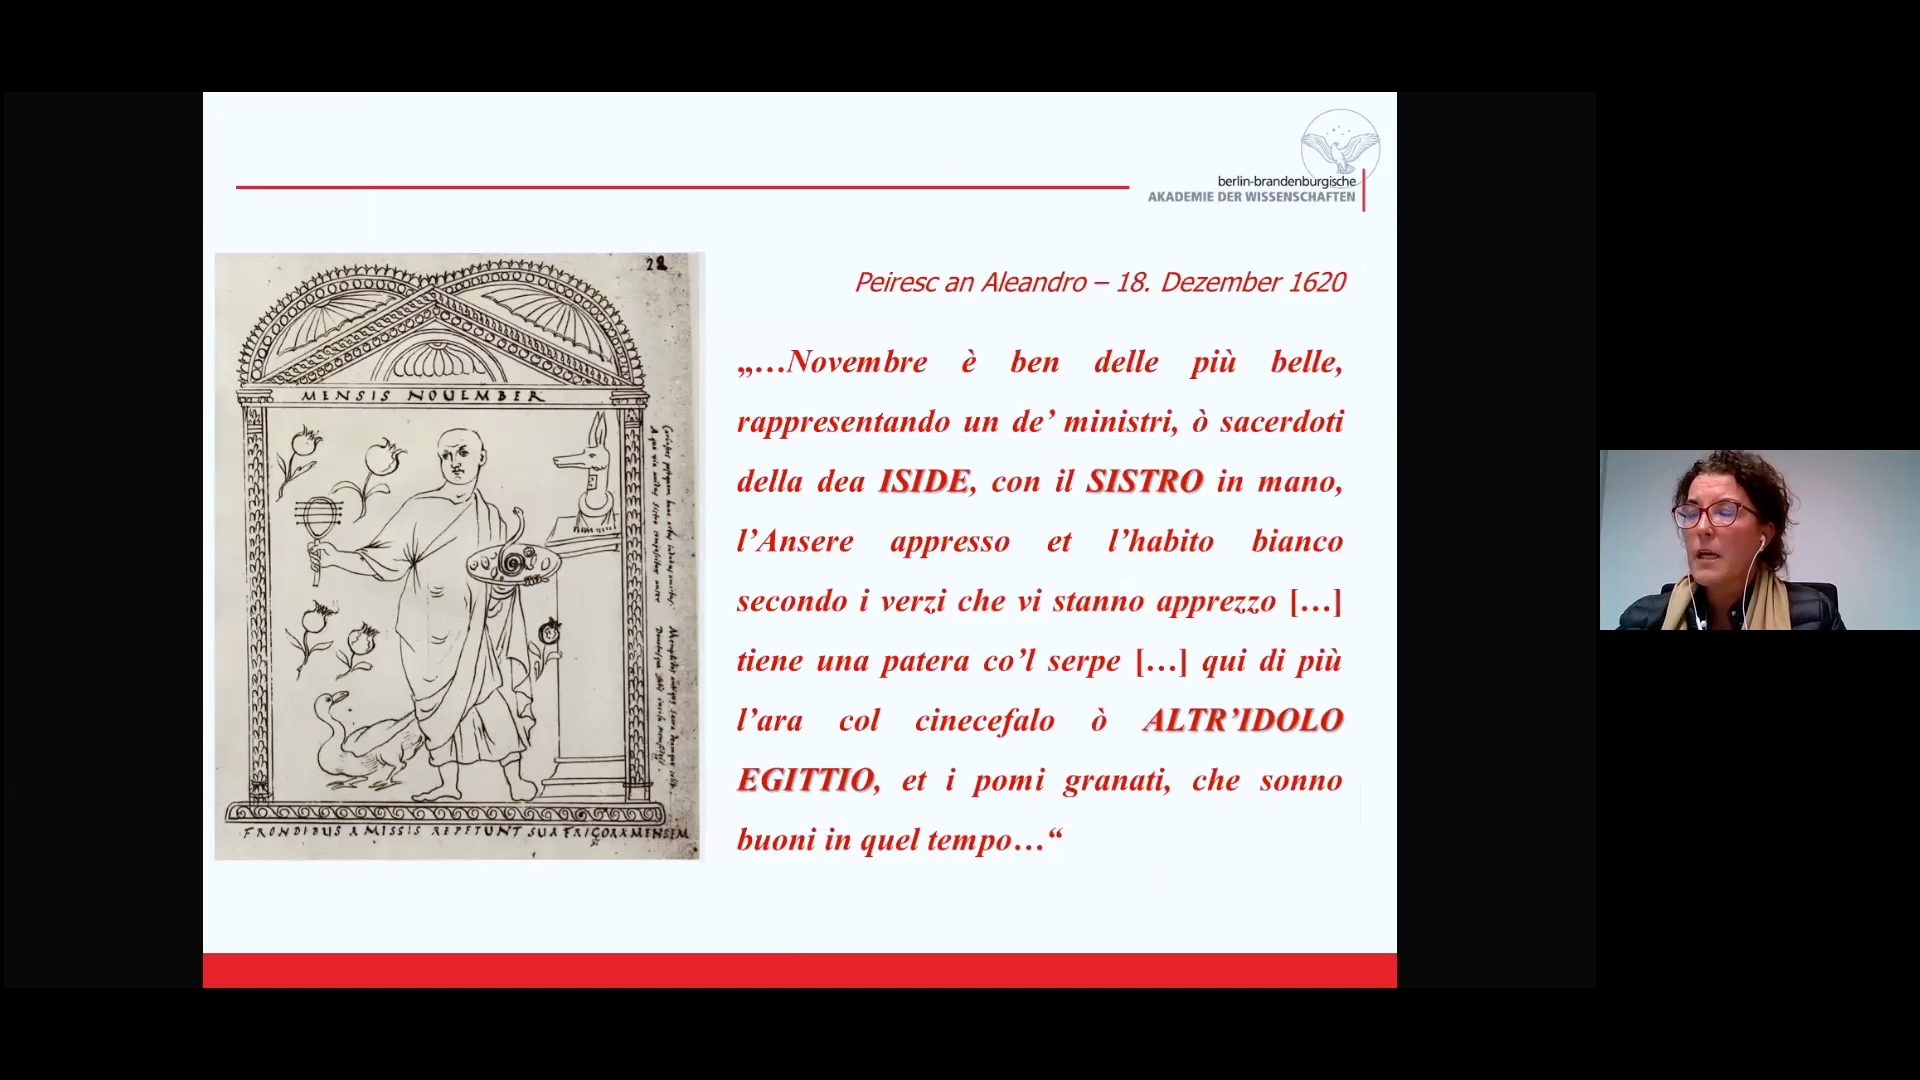 berlin-brandenburgische
AKADEMIE DER WISSENSCHAFTEN
Peiresc an Aleandro – 18. Dezember 1620
„…Novembre è ben delle più belle,
rappresentando un de’ ministri, ò sacerdoti
della dea ISIDE, con il SISTRO in mano,
l’Ansere appresso et l’habito bianco
secondo i verzi che vi stanno apprezzo […]
tiene una patera co’l serpe […] qui di più
l’ara col cinecefalo ò ALTR’IDOLO
EGITTIO, et i pomi granati, che sonno
buoni in quel tempo…“
22
MENSIS NOUEMBER
FRONDIBUS AMISSIS REPETUNT SUA FRIGORA MENSEM